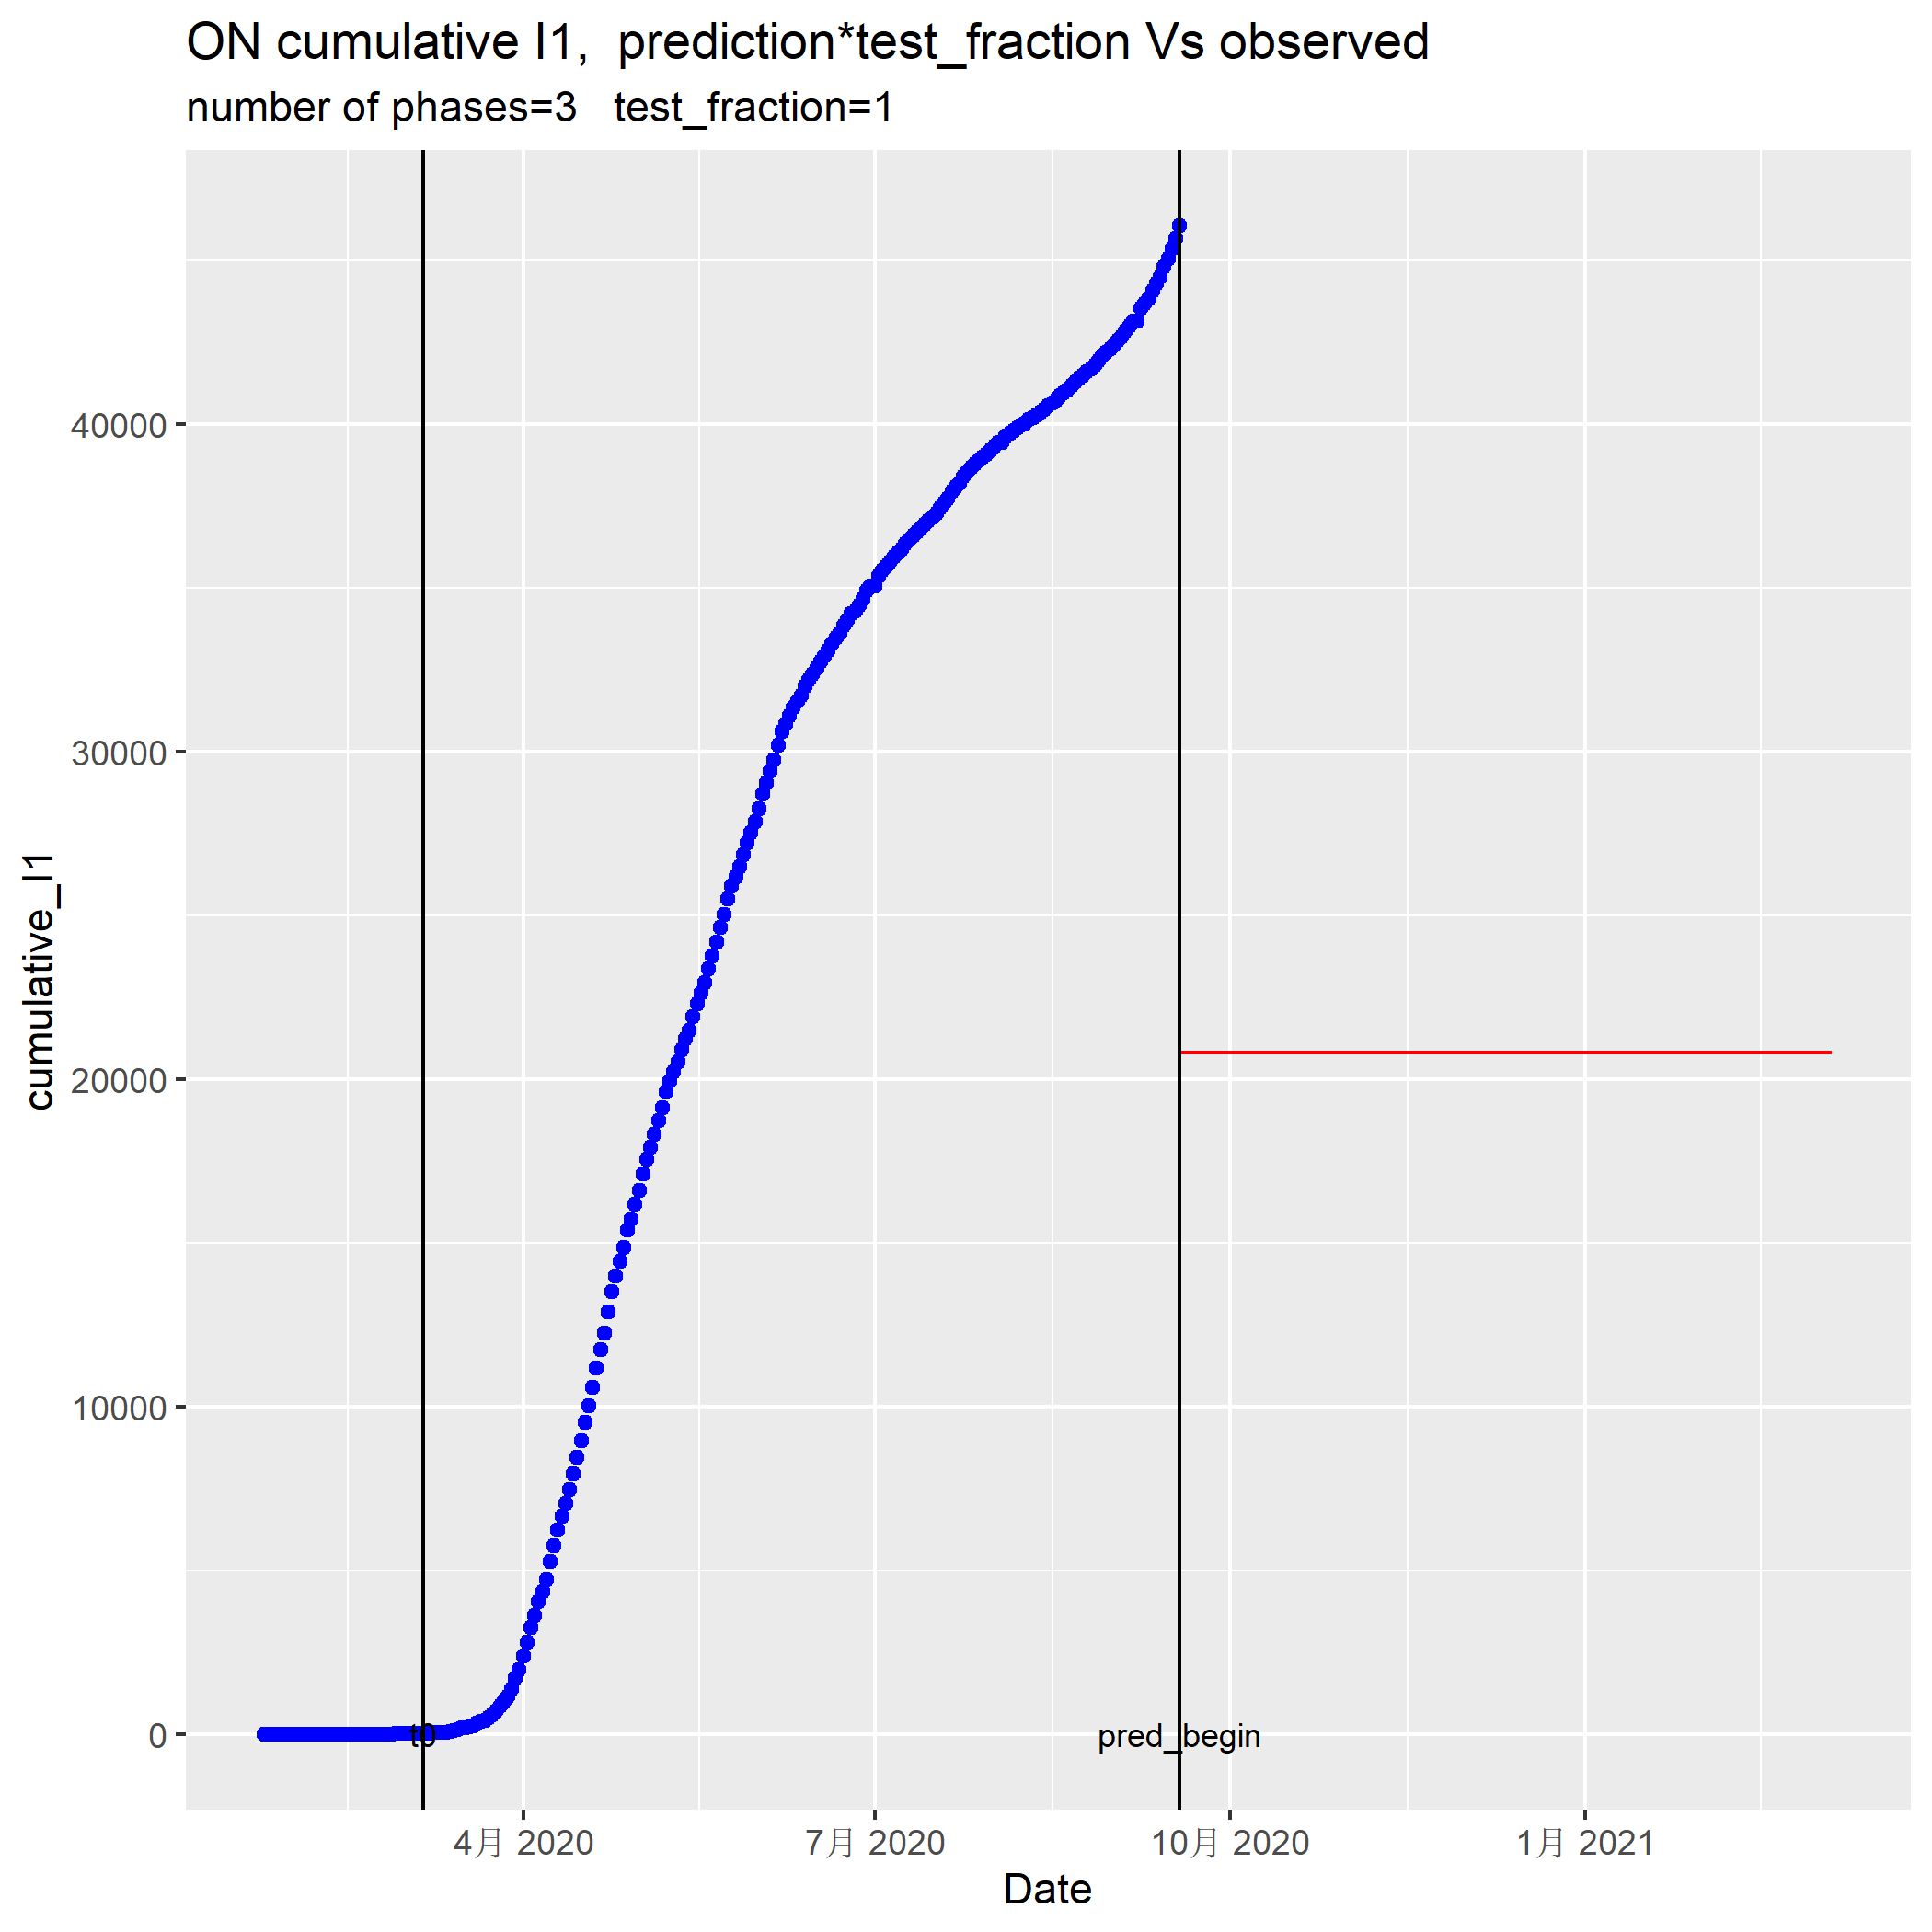 ON cumulative I1,  prediction*test_fraction Vs observed
number of phases=3   test_fraction=1
cumulative_I1
40000
30000
20000
10000
0
t0
pred_begin
4月 2020
7月 2020
10月 2020
1月 2021
Date